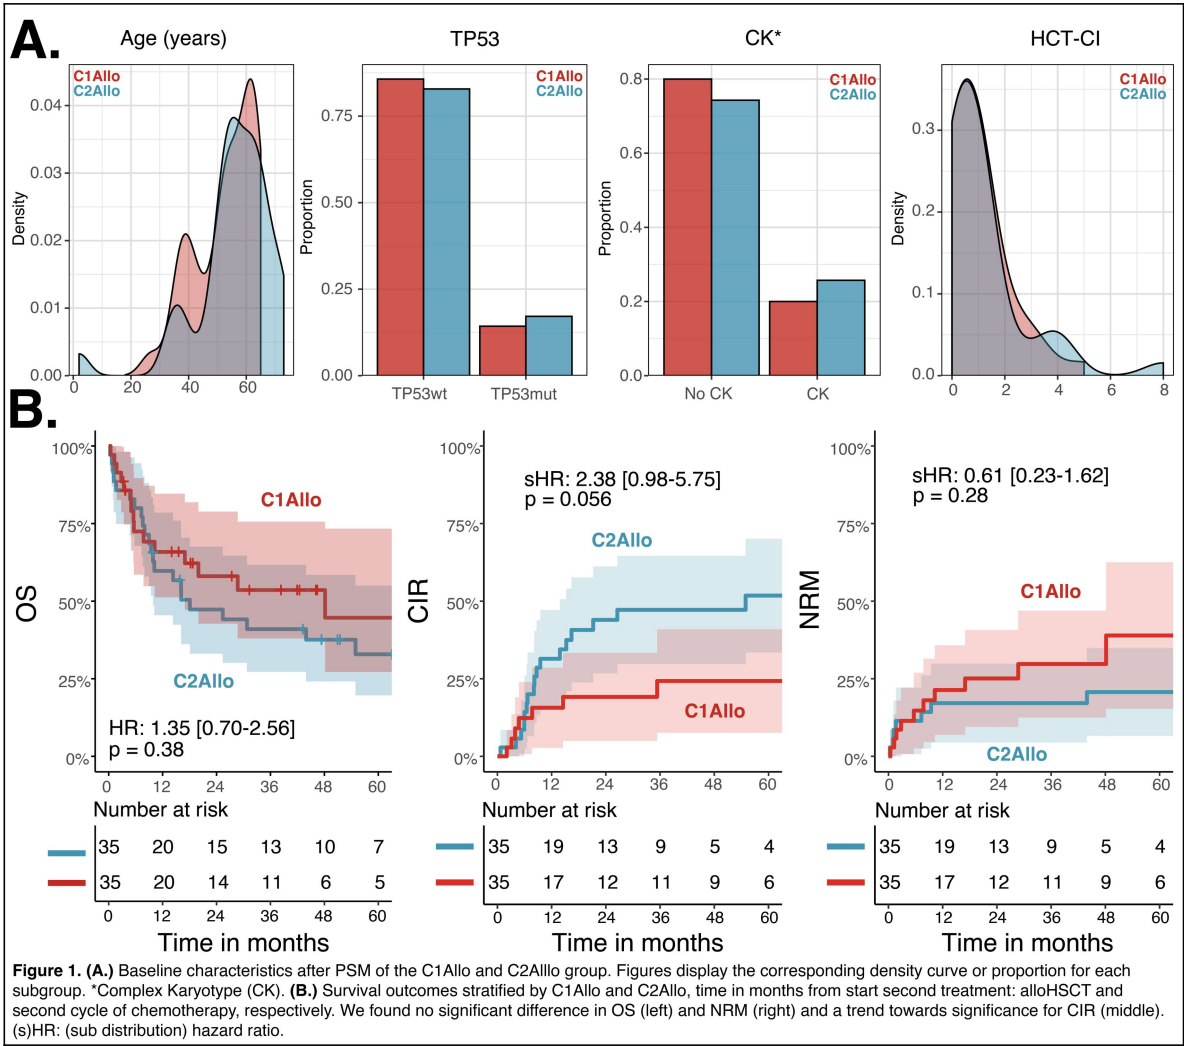 A.
Age (years)
C1Allo
C2Allo
Density
0.04
0.03
0.02
0.01
0.00
0 20 40 60
TP53
C1Allo
C2Allo
Proportion
0.75
0.50
0.25
0.00
TP53wt TP53mut
CK*
C1Allo
C2Allo
Proportion
0.8
0.6
0.4
0.2
0.0
No CK CK
HCT-CI
C1Allo
C2Allo
Density
0.3
0.2
0.1
0.0
0 2 4 6 8
B.
OS
100%
75%
50%
25%
0%
C1Allo
C2Allo
HR: 1.35 [0.70-2.56]
p = 0.38
0 12 24 36 48 60
Number at risk
35 20 15 13 10 7
35 20 14 11 6 5
0 12 24 36 48 60
Time in months
CIR
100%
75%
50%
25%
0%
sHR: 2.38 [0.98-5.75]
p = 0.056
C2Allo
C1Allo
0 12 24 36 48 60
Number at risk
35 19 13 9 5 4
35 17 12 11 9 6
0 12 24 36 48 60
Time in months
NRM
100%
75%
50%
25%
0%
sHR: 0.61 [0.23-1.62]
p = 0.28
C1Allo
C2Allo
0 12 24 36 48 60
Number at risk
35 19 13 9 5 4
35 17 12 11 9 6
0 12 24 36 48 60
Time in months
Figure 1. (A.) Baseline characteristics after PSM of the C1Allo and C2Alllo group. Figures display the corresponding density curve or proportion for each
subgroup. *Complex Karyotype (CK). (B.) Survival outcomes stratified by C1Allo and C2Allo, time in months from start second treatment: alloHSCT and
second cycle of chemotherapy, respectively. We found no significant difference in OS (left) and NRM (right) and a trend towards significance for CIR (middle).
(s)HR: (sub distribution) hazard ratio.